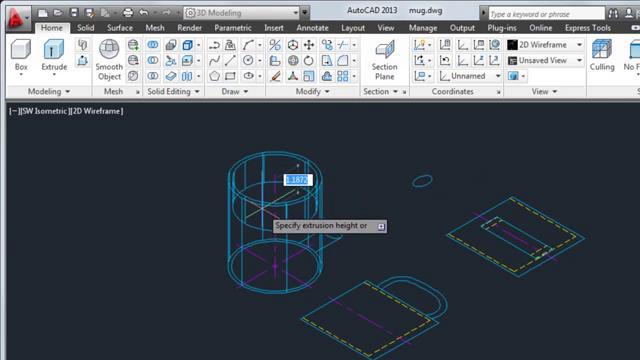 3D Modeling
AutoCAD 2013 mug.dwg
Type a keyword or phrase
Home Solid Surface Mesh Render Parametric Insert Annotate View Manage Output Plug-ins Online Express Tools
Box
Extrude
Smooth
Object
Section
Plane
2D Wireframe
Unsaved View
Unnamed
Culling
No F
Modeling
Mesh
Solid Editing
Draw
Modify
Section
Coordinates
View
[−][SW Isometric][2D Wireframe]
1.1872
Specify extrusion height or